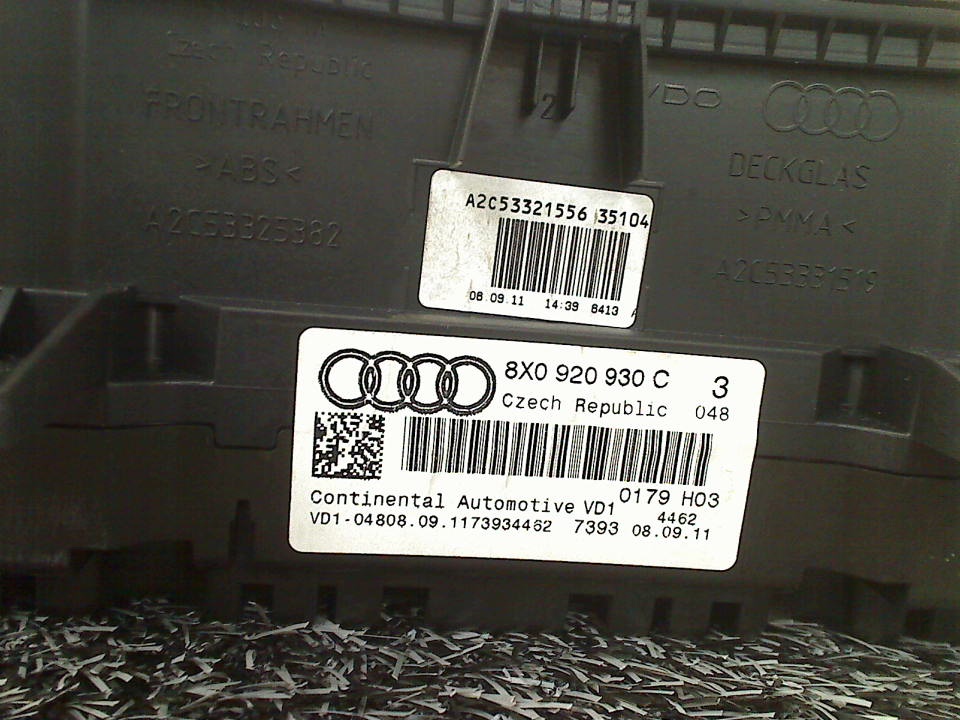 Czech Republic
FRONTRAHMEN
>ABS<
A2C53325382
2
VDO
DECKGLAS
>PMMA<
A2C53331519
A2C53321556 35104
08.09.11 14:39 8413
8X0 920 930 C 3
Czech Republic 048
0179 H03
Continental Automotive VD1 4462
VD1-04808.09.1173934462 7393 08.09.11